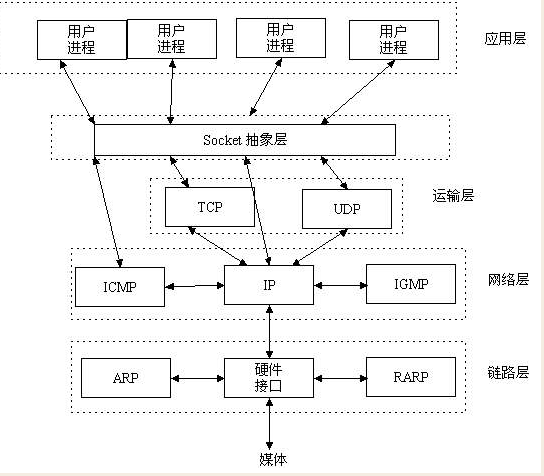 用户 用户 用户 用户
进程 进程 进程 进程
应用层
Socket 抽象层
TCP
UDP
运输层
ICMP
IP
IGMP
网络层
ARP
硬件
接口
RARP
链路层
媒体